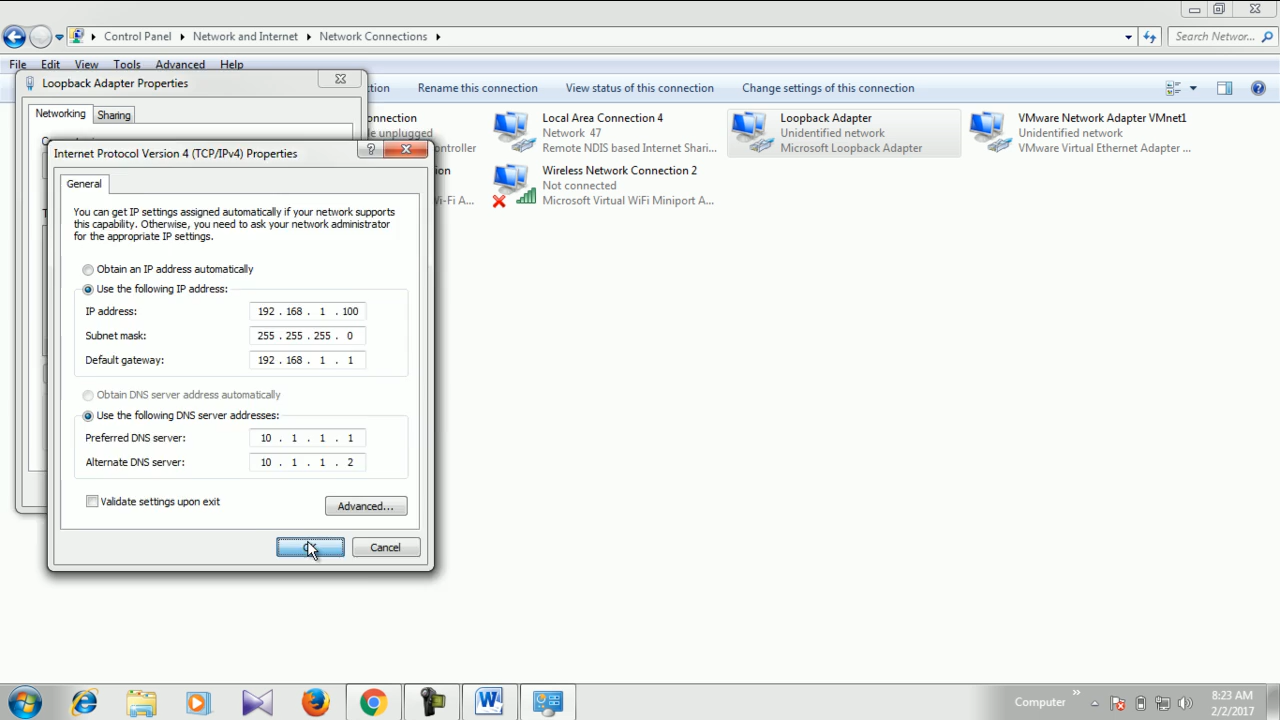 Control Panel
Network and Internet
Network Connections
Search Networ...
File Edit View Tools Advanced Help
Loopback Adapter Properties
Networking
Sharing
ction
Rename this connection
View status of this connection
Change settings of this connection
onnection
le unplugged
ontroller
Local Area Connection 4
Network 47
Remote NDIS based Internet Shari...
Loopback Adapter
Unidentified network
Microsoft Loopback Adapter
VMware Network Adapter VMnet1
Unidentified network
VMware Virtual Ethernet Adapter ...
ion
Wi-Fi A...
Wireless Network Connection 2
Not connected
Microsoft Virtual WiFi Miniport A...
Internet Protocol Version 4 (TCP/IPv4) Properties
General
You can get IP settings assigned automatically if your network supports
this capability. Otherwise, you need to ask your network administrator
for the appropriate IP settings.
Obtain an IP address automatically
Use the following IP address:
IP address: 192 . 168 . 1 . 100
Subnet mask: 255 . 255 . 255 . 0
Default gateway: 192 . 168 . 1 . 1
Obtain DNS server address automatically
Use the following DNS server addresses:
Preferred DNS server: 10 . 1 . 1 . 1
Alternate DNS server: 10 . 1 . 1 . 2
Validate settings upon exit
Advanced...
Cancel
Computer
8:23 AM
2/2/2017